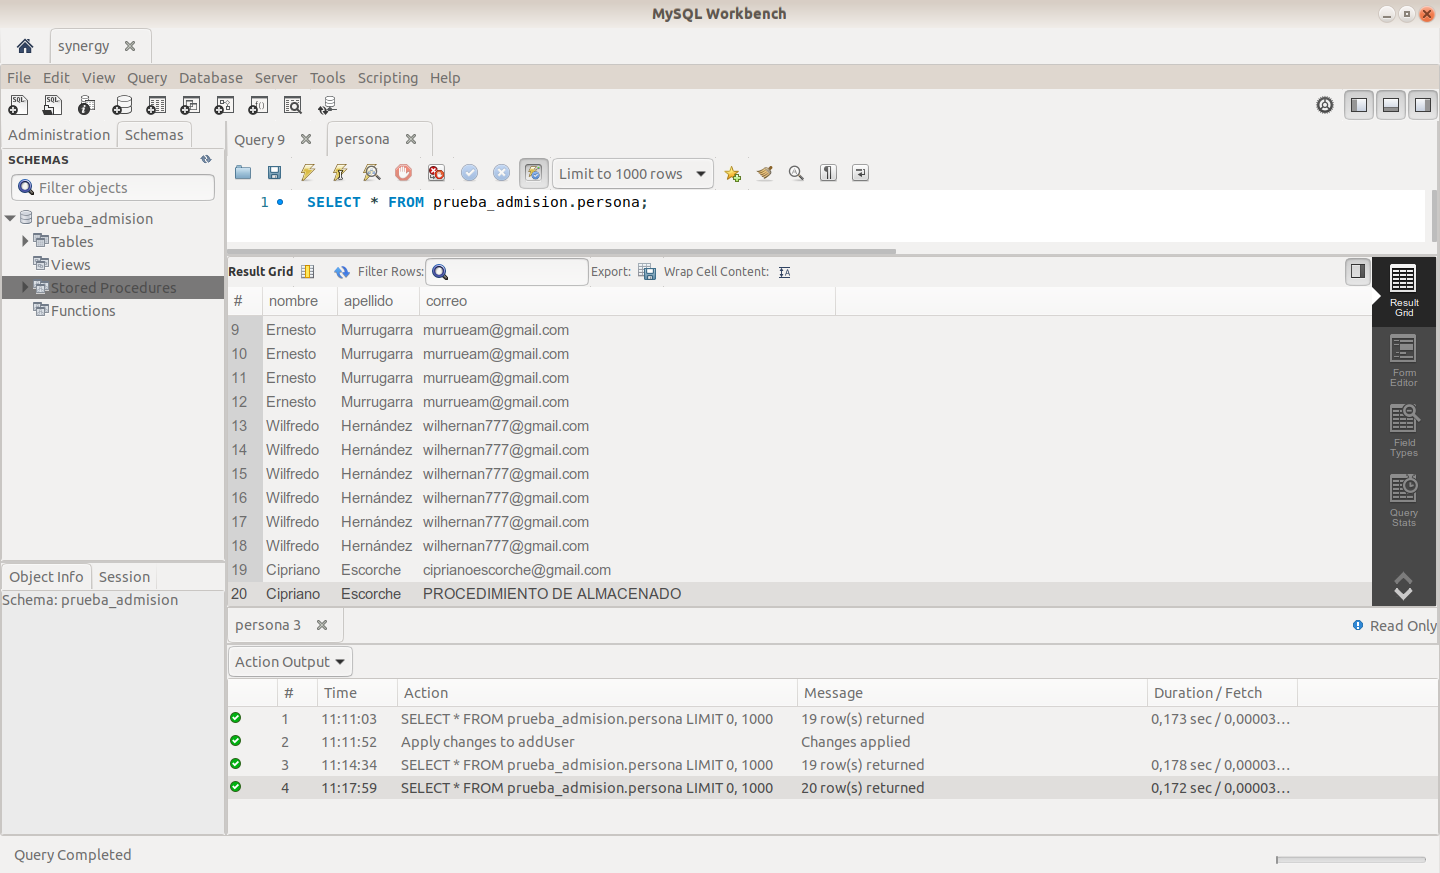 MySQL Workbench
synergy
File Edit View Query Database Server Tools Scripting Help
Administration Schemas
SCHEMAS
Filter objects
prueba_admision
Tables
Views
Stored Procedures
Functions
Object Info Session
Schema: prueba_admision
Query 9 persona
Limit to 1000 rows
1 SELECT * FROM prueba_admision.persona;
Result Grid Filter Rows: Export: Wrap Cell Content:
# nombre apellido correo
9 Ernesto Murrugarra murrueam@gmail.com
10 Ernesto Murrugarra murrueam@gmail.com
11 Ernesto Murrugarra murrueam@gmail.com
12 Ernesto Murrugarra murrueam@gmail.com
13 Wilfredo Hernández wilhernan777@gmail.com
14 Wilfredo Hernández wilhernan777@gmail.com
15 Wilfredo Hernández wilhernan777@gmail.com
16 Wilfredo Hernández wilhernan777@gmail.com
17 Wilfredo Hernández wilhernan777@gmail.com
18 Wilfredo Hernández wilhernan777@gmail.com
19 Cipriano Escorche ciprianoescorche@gmail.com
20 Cipriano Escorche PROCEDIMIENTO DE ALMACENADO
Result
Grid
Form
Editor
Field
Types
Query
Stats
persona 3 Read Only
Action Output
# Time Action Message Duration / Fetch
1 11:11:03 SELECT * FROM prueba_admision.persona LIMIT 0, 1000 19 row(s) returned 0,173 sec / 0,00003...
2 11:11:52 Apply changes to addUser Changes applied
3 11:14:34 SELECT * FROM prueba_admision.persona LIMIT 0, 1000 19 row(s) returned 0,178 sec / 0,00003...
4 11:17:59 SELECT * FROM prueba_admision.persona LIMIT 0, 1000 20 row(s) returned 0,172 sec / 0,00003...
Query Completed